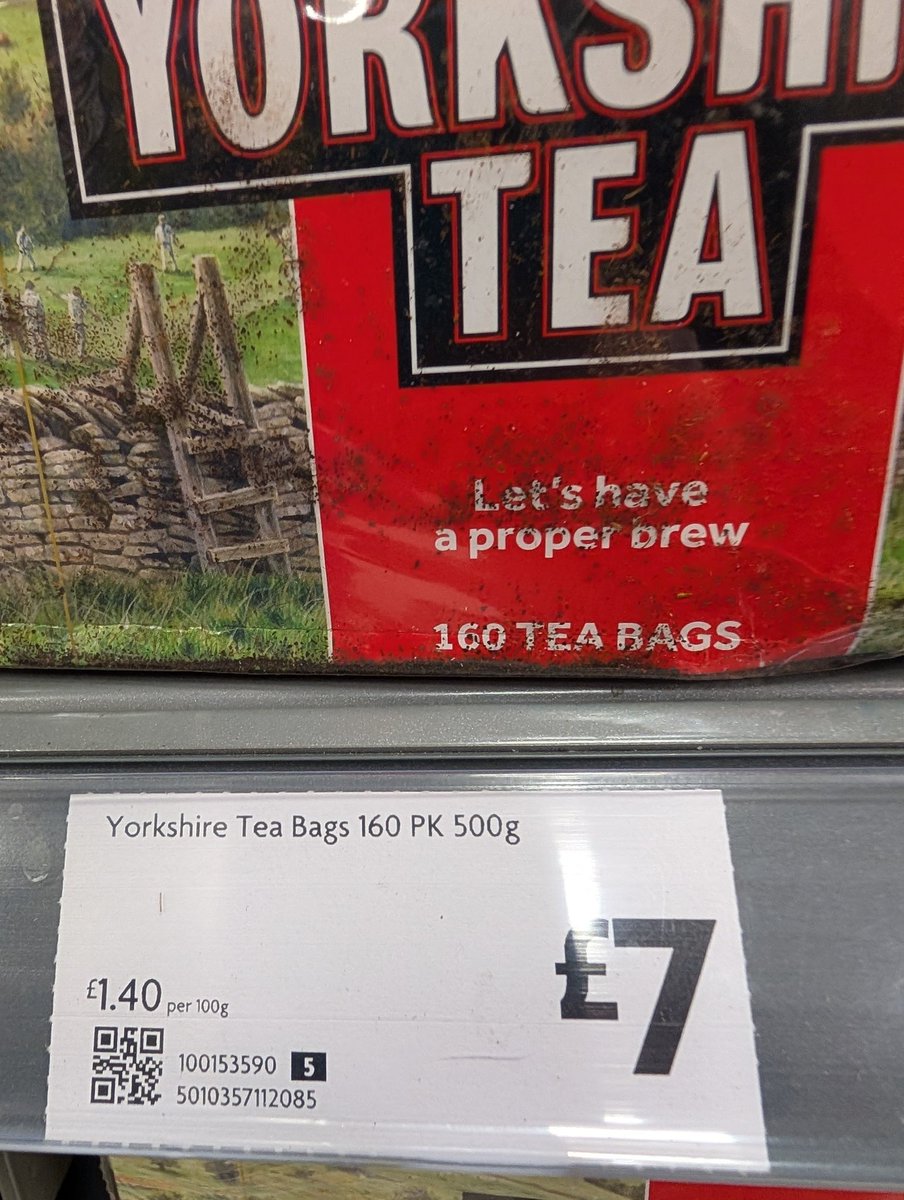 YORKSHI
TEA
Let's have
a proper brew
160 TEA BAGS
Yorkshire Tea Bags 160 PK 500g
£7
£1.40 per 100g
100153590 5
5010357112085